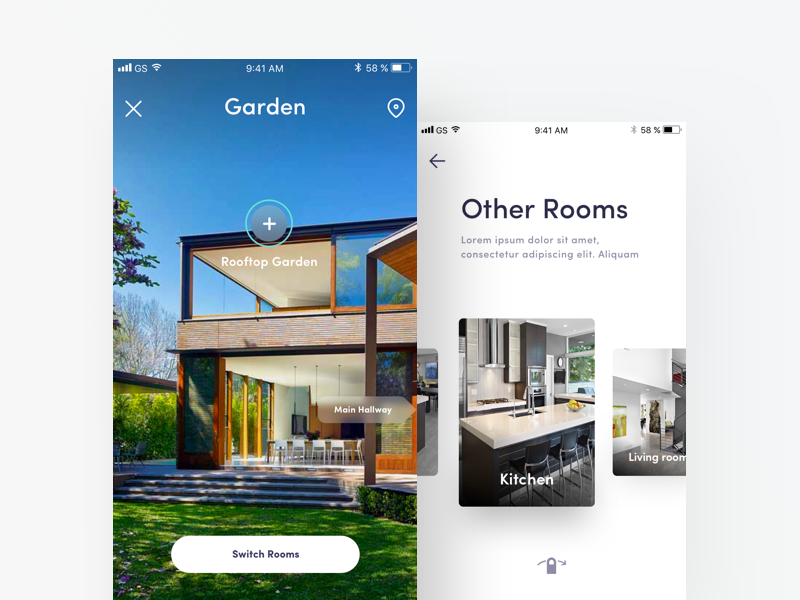 GS 9:41 AM 58 %
Garden
Rooftop Garden
Main Hallway
Switch Rooms
GS 9:41 AM 58 %
Other Rooms
Lorem ipsum dolor sit amet,
consectetur adipiscing elit. Aliquam
Kitchen
Living room